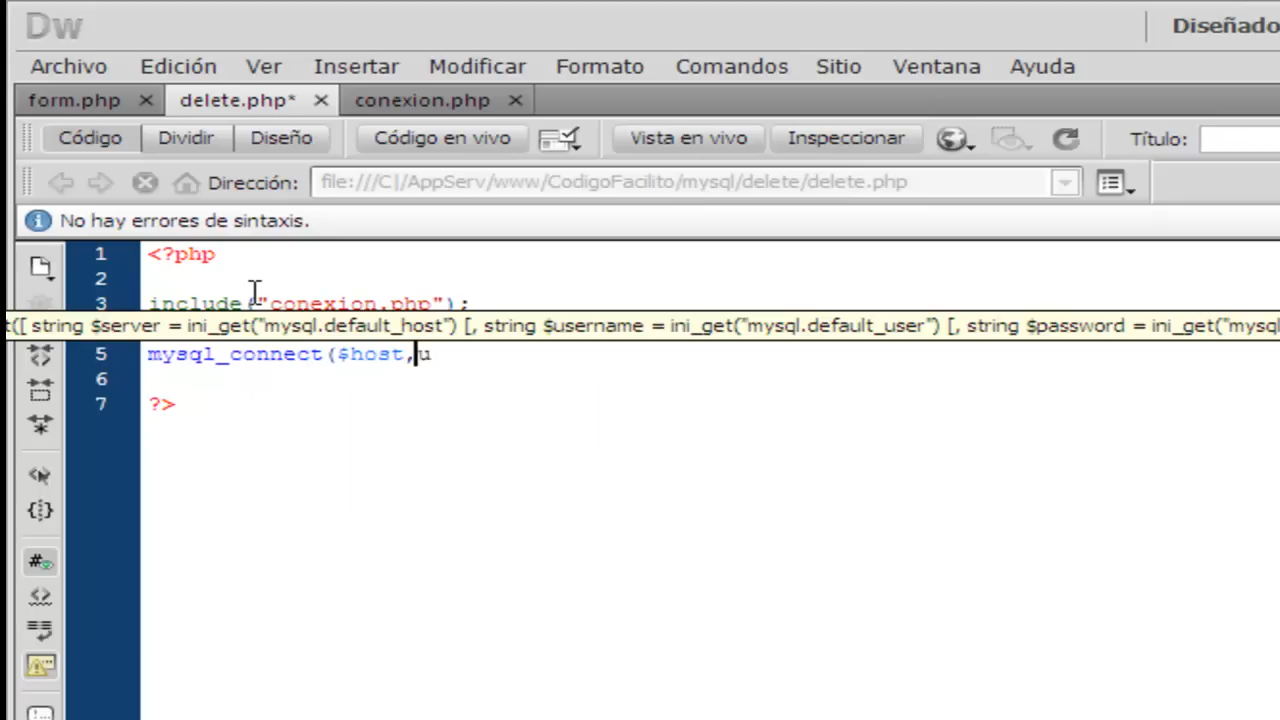 Dw
Diseñado
Archivo Edición Ver Insertar Modificar Formato Comandos Sitio Ventana Ayuda
form.php delete.php* conexion.php
Código Dividir Diseño Código en vivo Vista en vivo Inspeccionar Título:
Dirección: file:///C|/AppServ/www/CodigoFacilito/mysql/delete/delete.php
No hay errores de sintaxis.
1 <?php
2
3 include("conexion.php");
t([ string $server = ini_get("mysql.default_host") [, string $username = ini_get("mysql.default_user") [, string $password = ini_get("mysql
5 mysql_connect($host,u
6
7 ?>